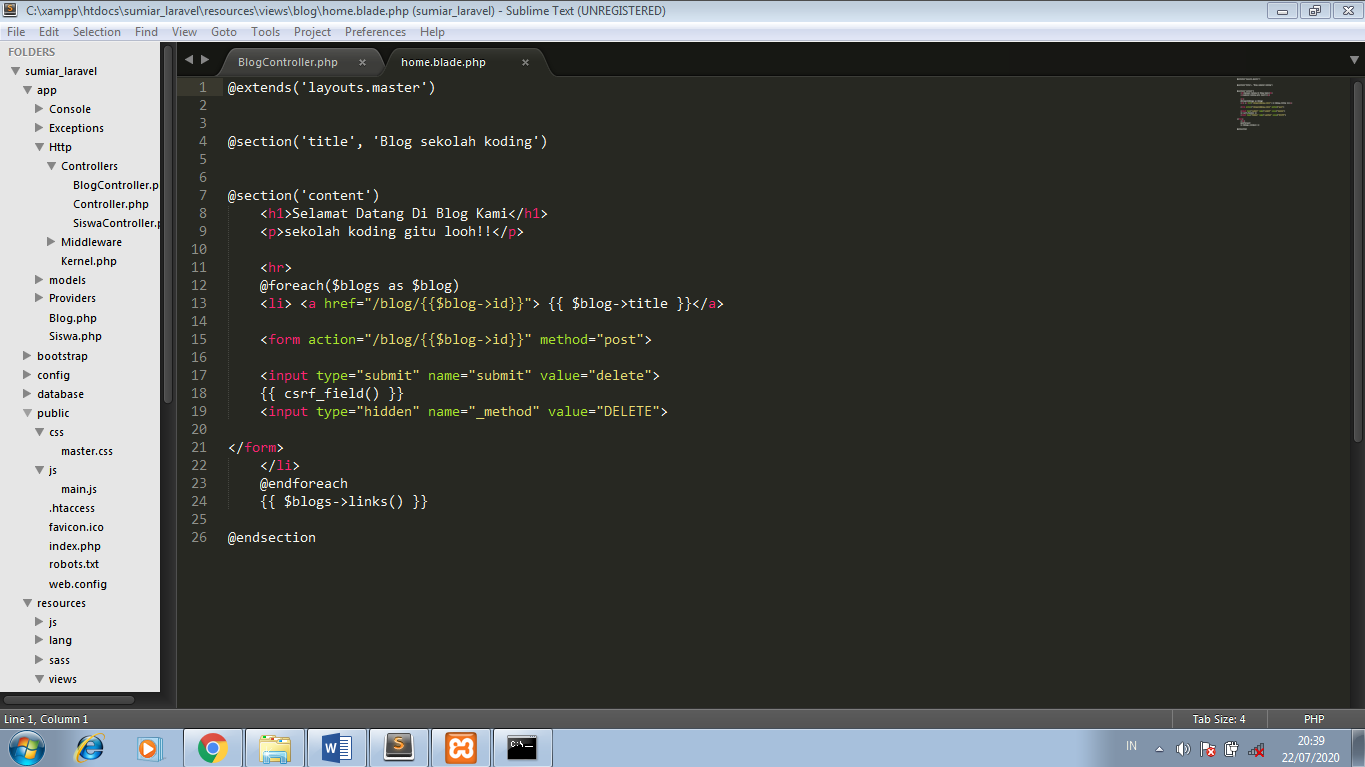 C:\xampp\htdocs\sumiar_laravel\resources\views\blog\home.blade.php (sumiar_laravel) - Sublime Text (UNREGISTERED)
File Edit Selection Find View Goto Tools Project Preferences Help
FOLDERS
sumiar_laravel
app
Console
Exceptions
Http
Controllers
BlogController.p
Controller.php
SiswaController.p
Middleware
Kernel.php
models
Providers
Blog.php
Siswa.php
bootstrap
config
database
public
css
master.css
js
main.js
.htaccess
favicon.ico
index.php
robots.txt
web.config
resources
js
lang
sass
views
BlogController.php × home.blade.php ×
1 @extends('layouts.master')
2
3
4 @section('title', 'Blog sekolah koding')
5
6
7 @section('content')
8     <h1>Selamat Datang Di Blog Kami</h1>
9     <p>sekolah koding gitu looh!!</p>
10
11     <hr>
12     @foreach($blogs as $blog)
13     <li> <a href="/blog/{{$blog->id}}"> {{ $blog->title }}</a>
14
15     <form action="/blog/{{$blog->id}}" method="post">
16
17     <input type="submit" name="submit" value="delete">
18     {{ csrf_field() }}
19     <input type="hidden" name="_method" value="DELETE">
20
21 </form>
22     </li>
23     @endforeach
24     {{ $blogs->links() }}
25
26 @endsection
Line 1, Column 1 Tab Size: 4 PHP
IN 20:39
22/07/2020